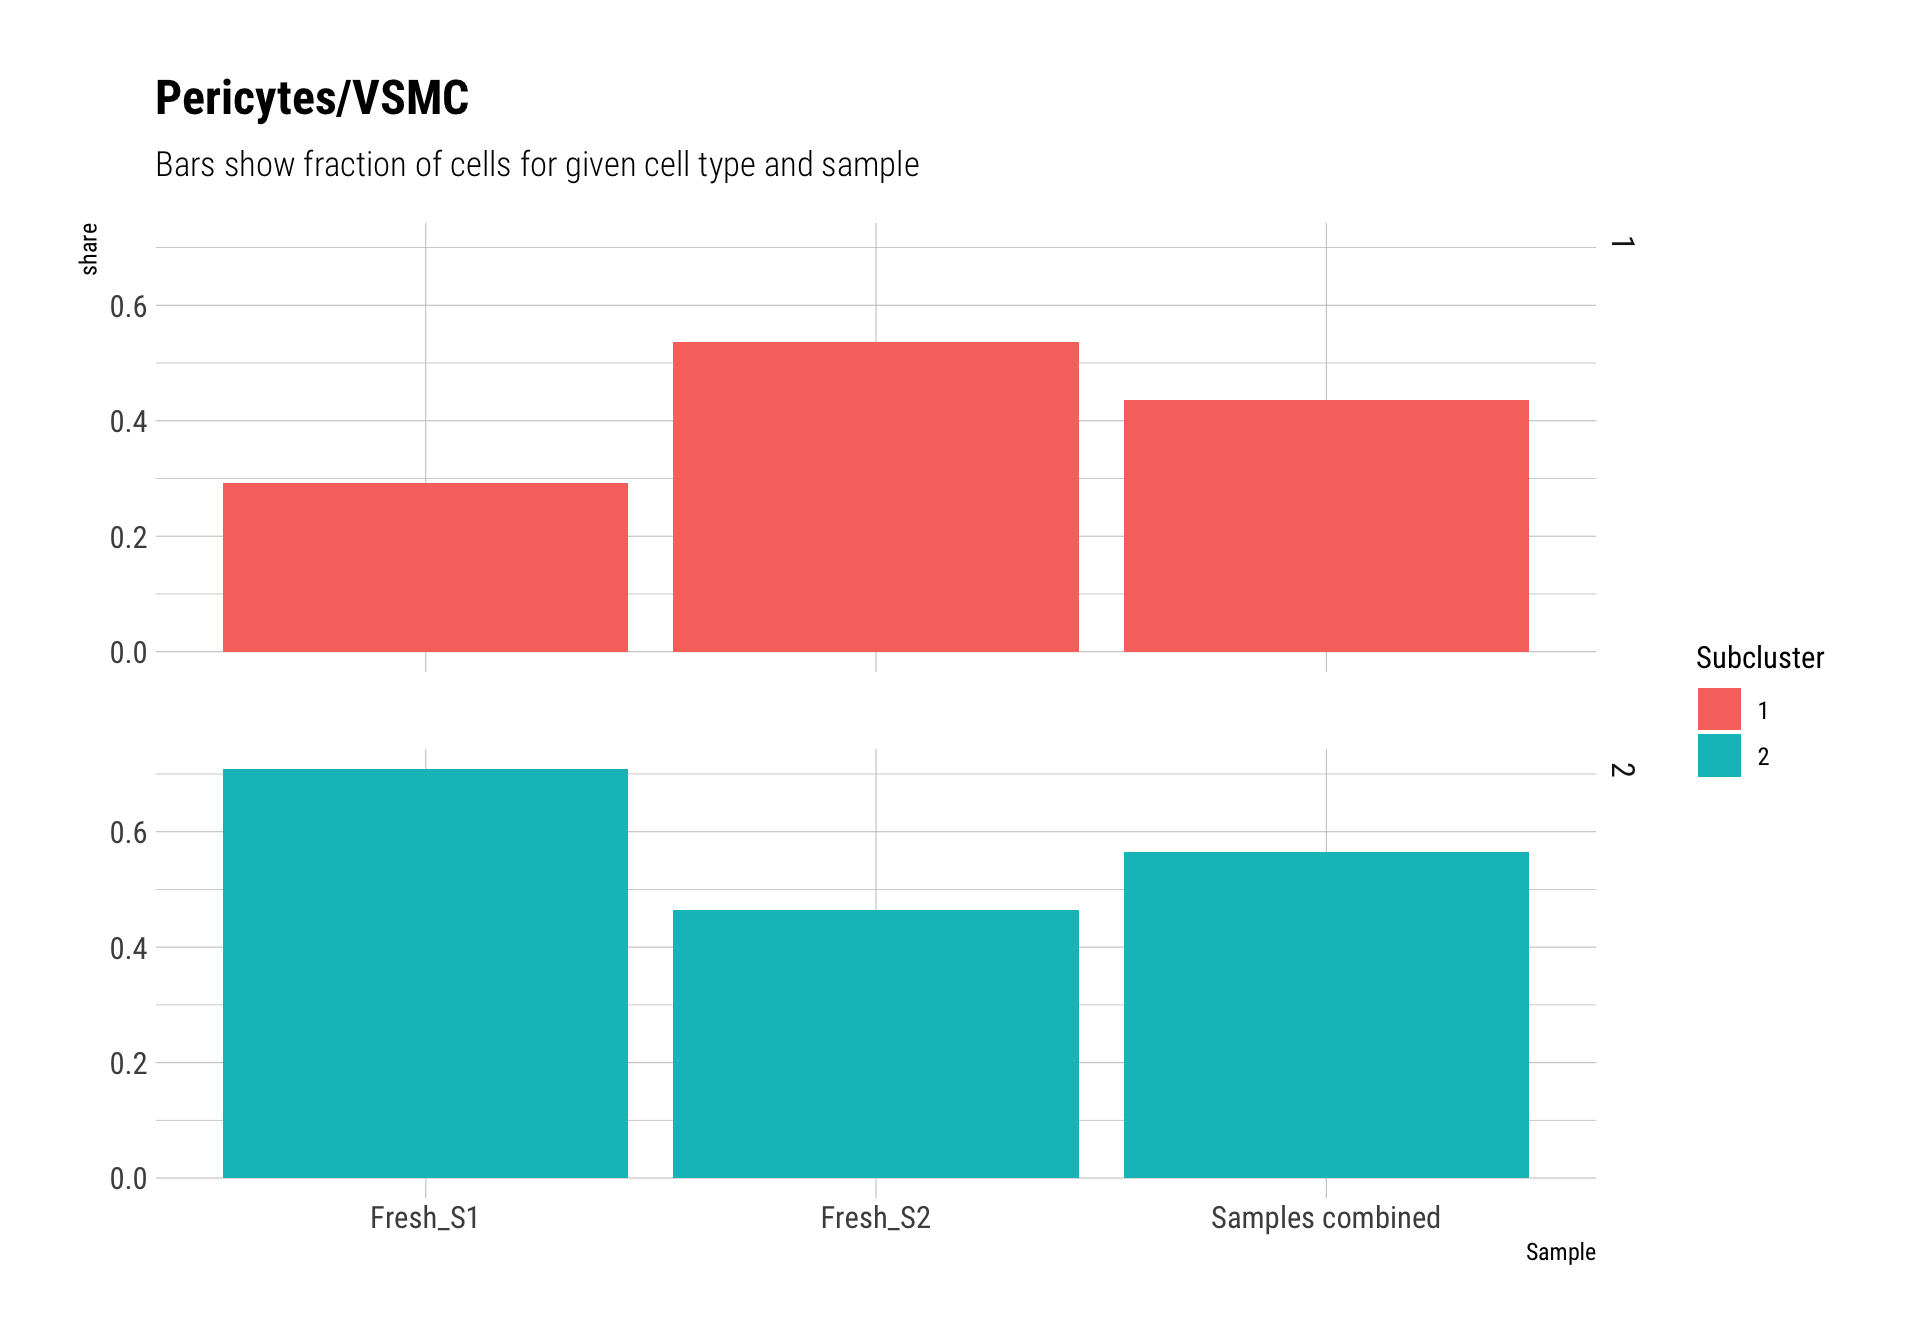 Pericytes/VSMC
Bars show fraction of cells for given cell type and sample
share
1
0.6
0.4
0.2
0.0
2
0.6
0.4
0.2
0.0
Fresh_S1
Fresh_S2
Samples combined
Sample
Subcluster
1
2